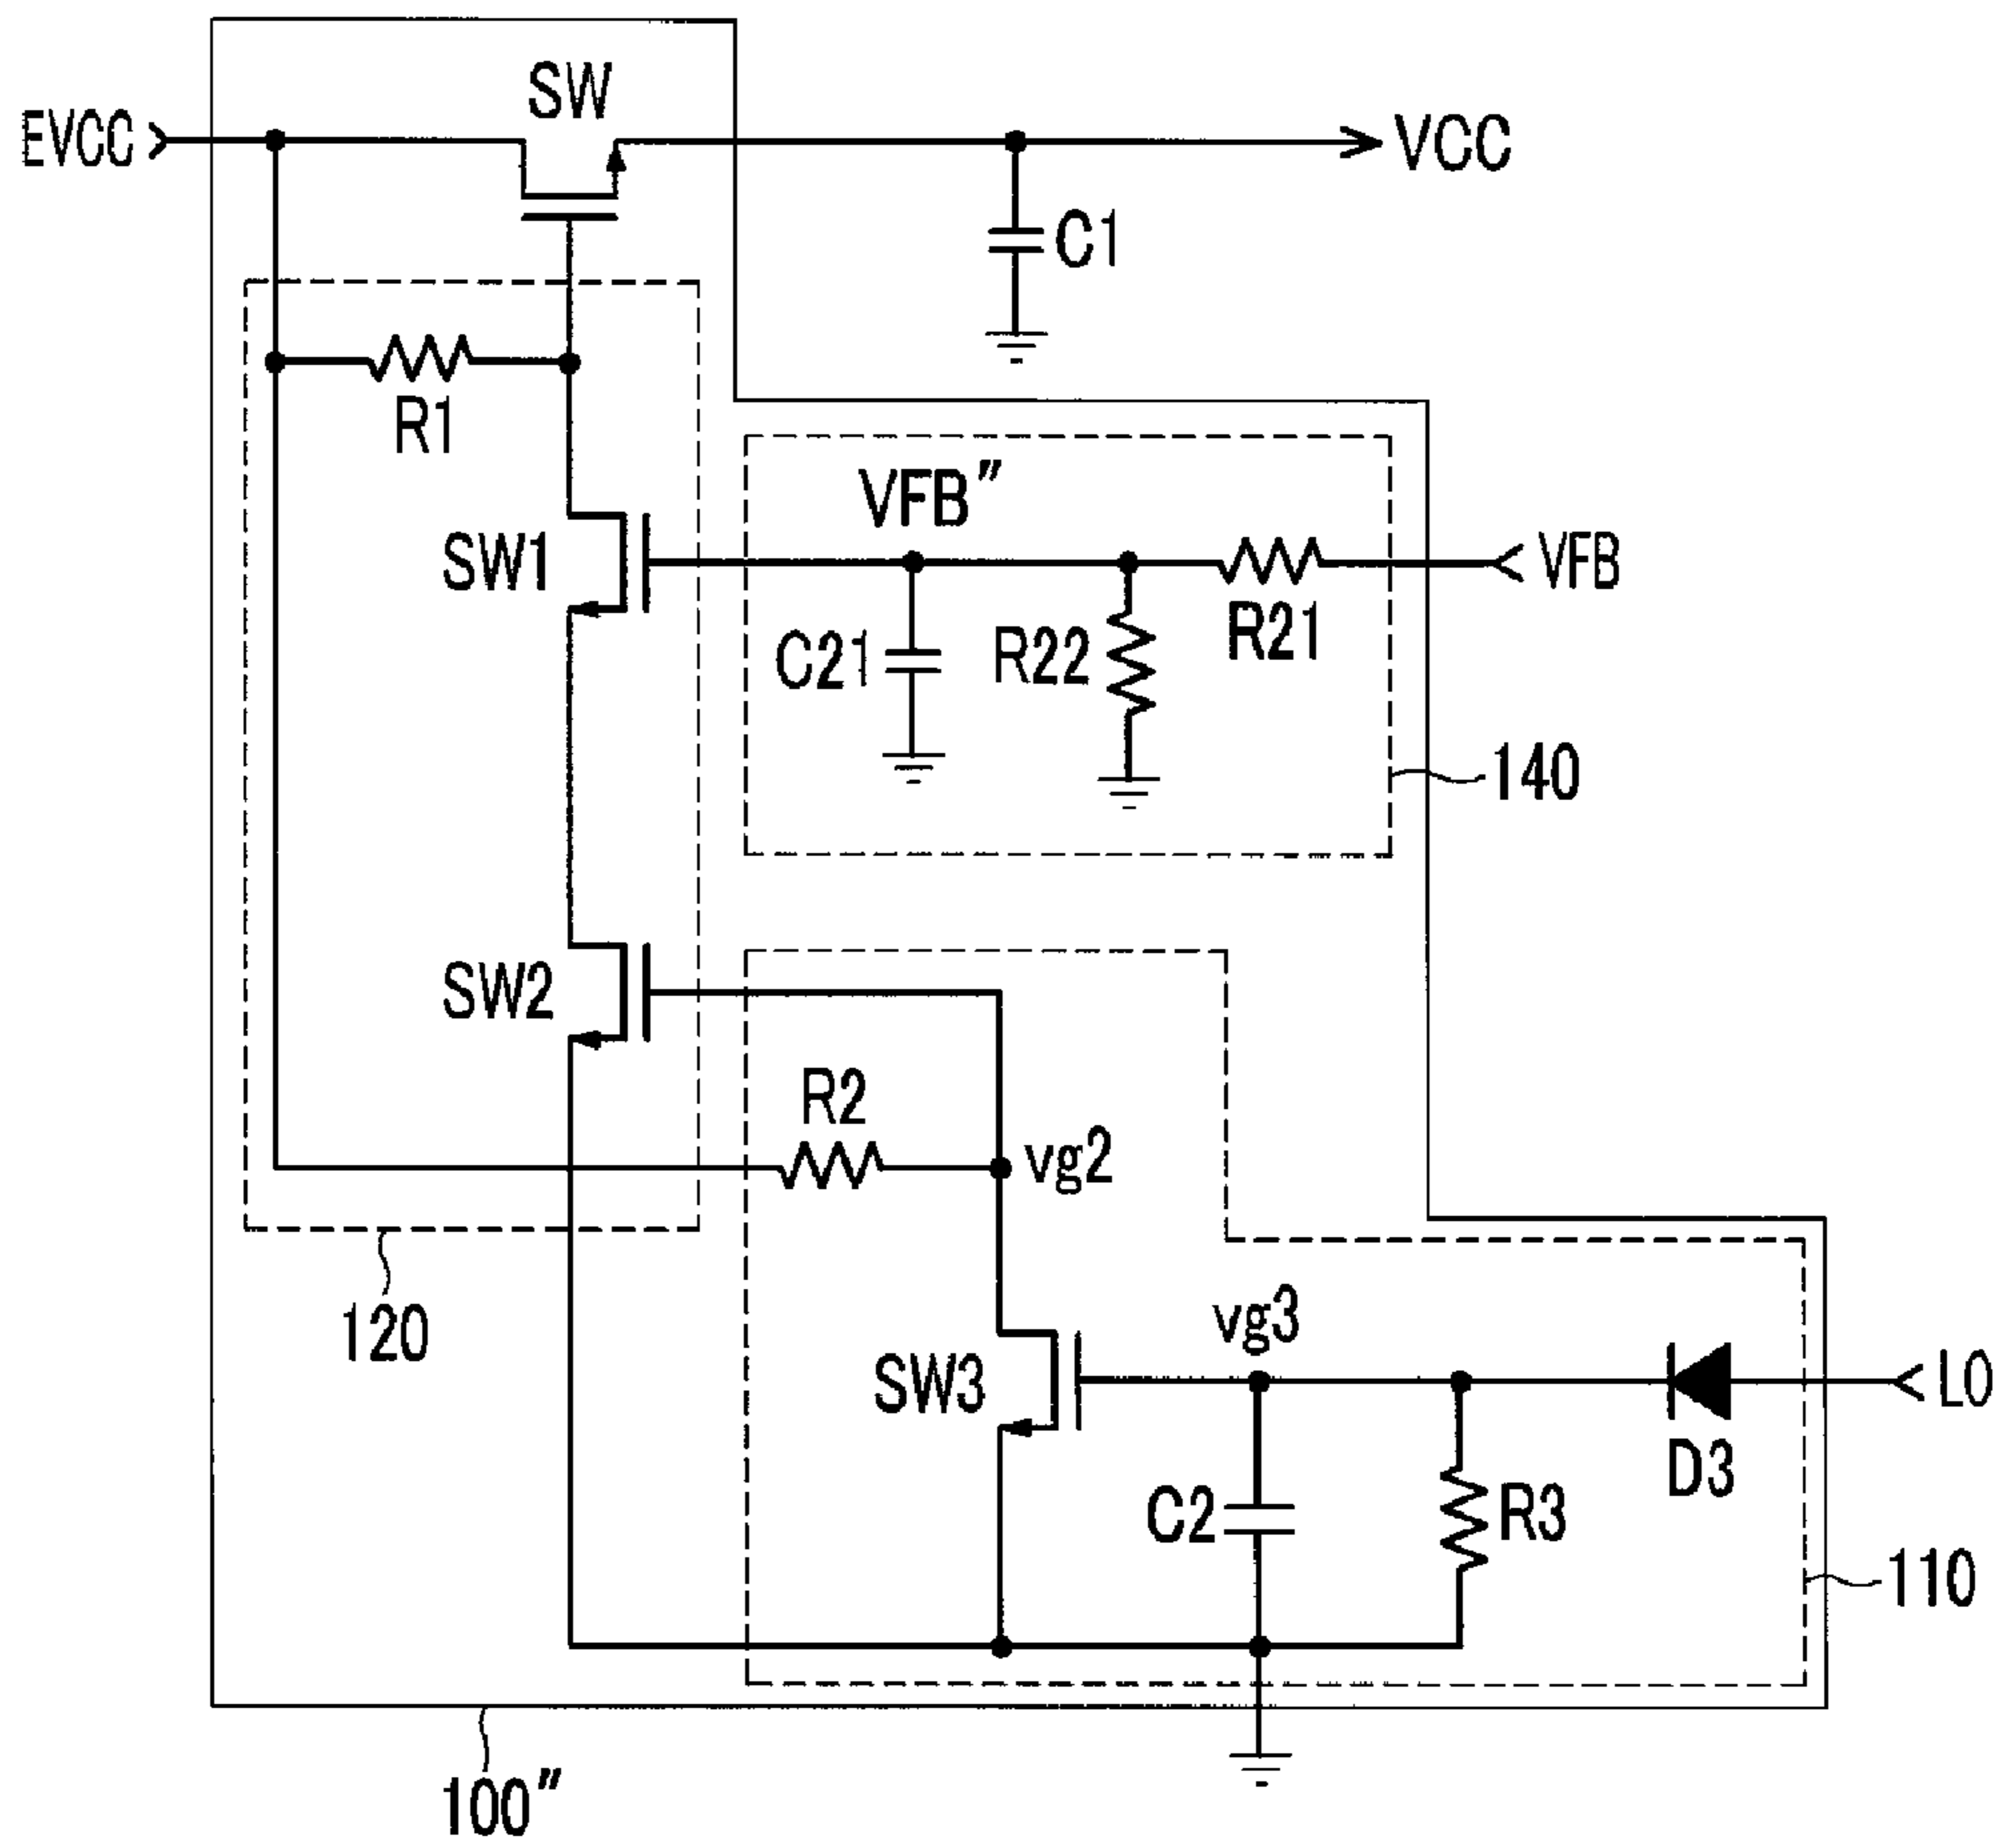 SW
EVCC
VCC
C1
R1
VFB"
SW1
VFB
C21
R22
R21
140
SW2
R2
vg2
120
vg3
SW3
LO
D3
C2
R3
110
100"